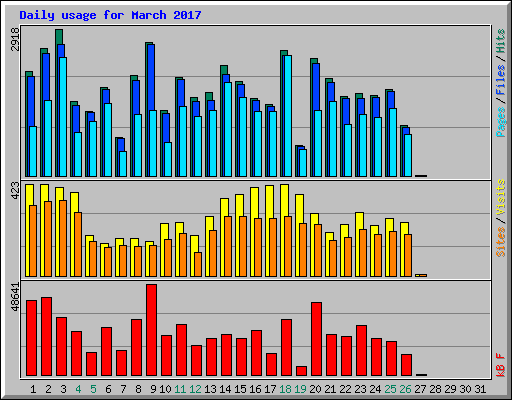 Daily usage for March 2017
2918
Pages / Files / Hits
423
Sites / Visits
48641
kB F
1 2 3 4 5 6 7 8 9 10 11 12 13 14 15 16 17 18 19 20 21 22 23 24 25 26 27 28 29 30 31